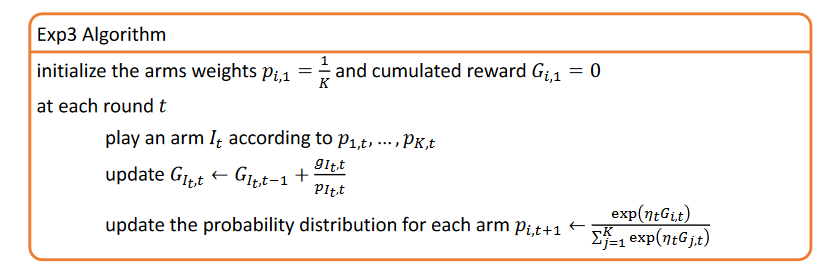 Exp3 Algorithm
initialize the arms weights $p_{i,1} = \frac{1}{K}$ and cumulated reward $G_{i,1} = 0$
at each round $t$
play an arm $I_t$ according to $p_{1,t}, \ldots, p_{K,t}$
update $G_{I_t,t} \leftarrow G_{I_t,t-1} + \frac{g_{I_t,t}}{p_{I_t,t}}$
update the probability distribution for each arm $p_{i,t+1} \leftarrow \frac{\exp(\eta_t G_{i,t})}{\Sigma_{j=1}^{K} \exp(\eta_t G_{j,t})}$